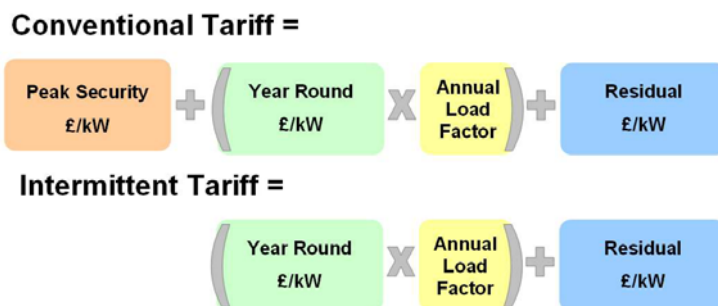 Conventional Tariff =
Peak Security
£/kW
+
(
Year Round
£/kW
X
Annual
Load
Factor
)
+
Residual
£/kW
Intermittent Tariff =
(
Year Round
£/kW
X
Annual
Load
Factor
)
+
Residual
£/kW